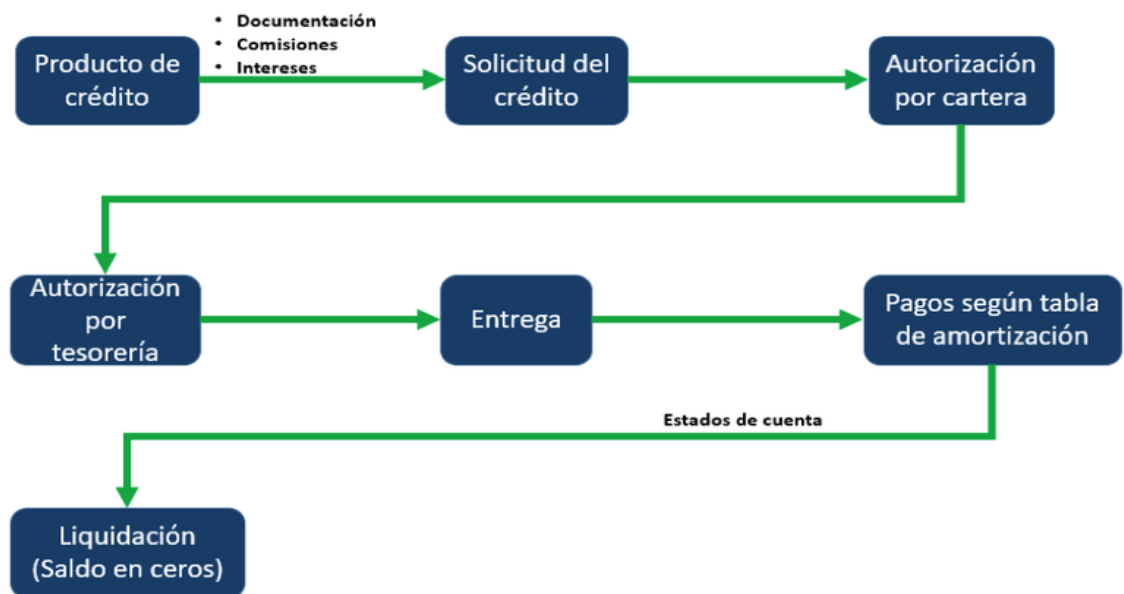 Documentación
Comisiones
Intereses
Producto de
crédito
Solicitud del
crédito
Autorización
por cartera
Autorización
por
tesorería
Entrega
Pagos según tabla
de amortización
Estados de cuenta
Liquidación
(Saldo en ceros)